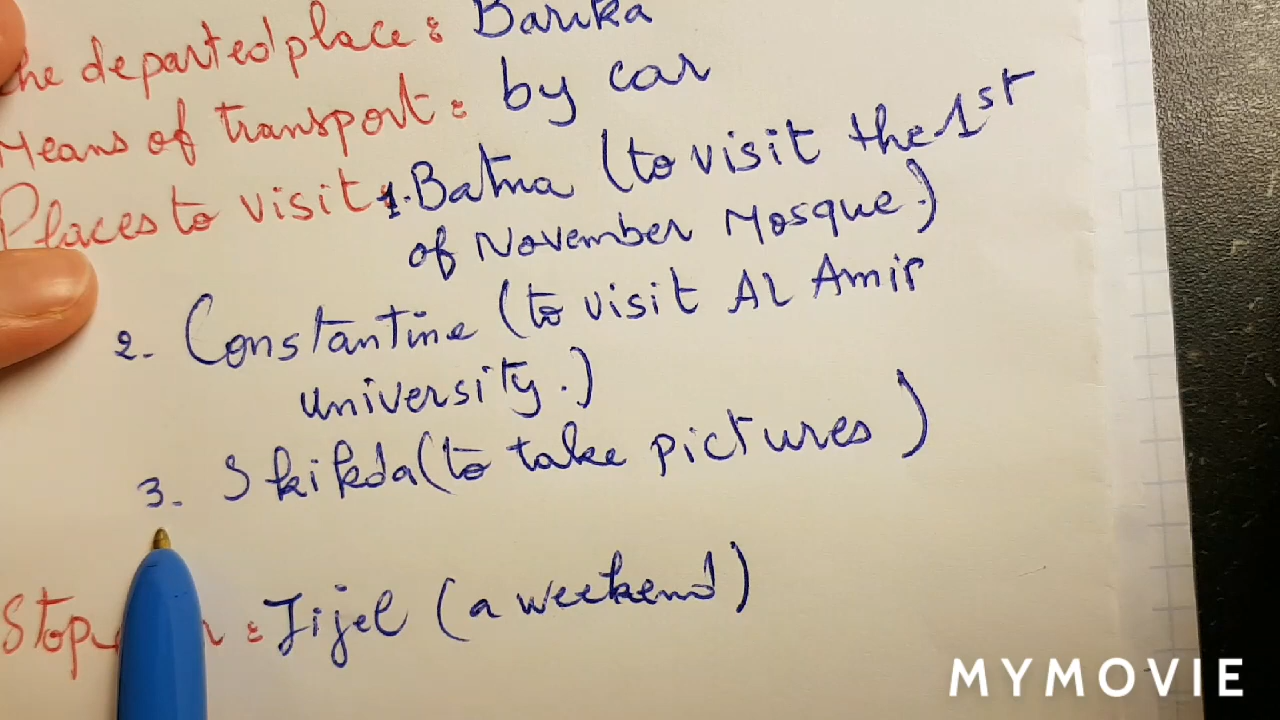 he departed place : Barika
Means of transport : by car
Places to visit : 1. Batna (to visit the 1st
of November Mosque.)
2. Constantine (to visit AL Amir
university.)
3. Skikda (to take pictures)
: Jijel (a weekend)
MYMOVIE